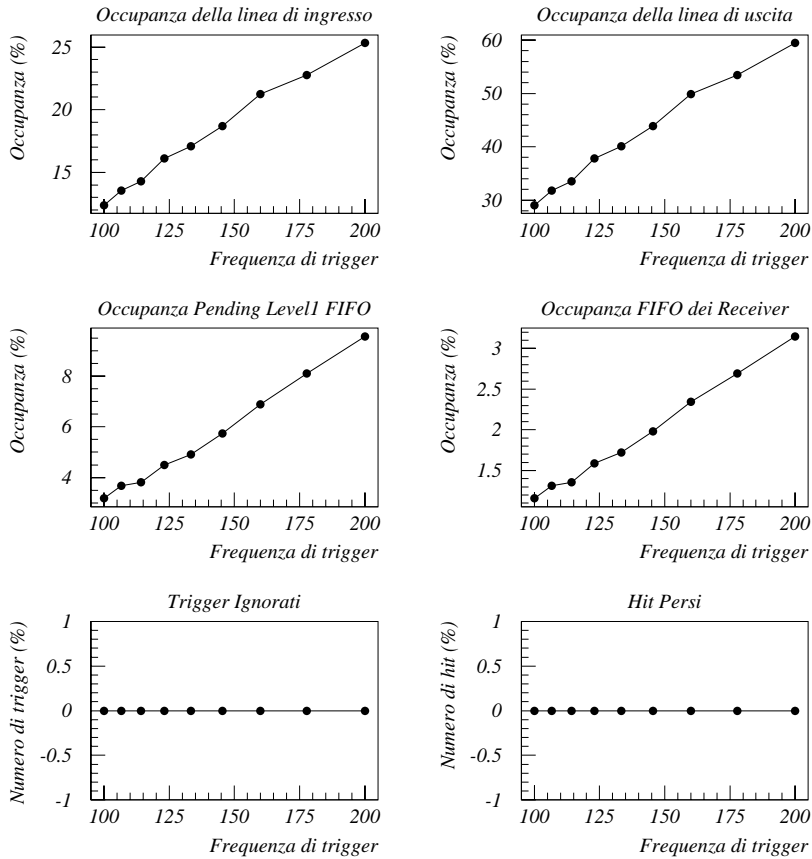 Occupanza della linea di ingresso
Occupanza (%)
25
20
15
100 125 150 175 200
Frequenza di trigger
Occupanza della linea di uscita
Occupanza (%)
60
50
40
30
100 125 150 175 200
Frequenza di trigger
Occupanza Pending Level1 FIFO
Occupanza (%)
8
6
4
100 125 150 175 200
Frequenza di trigger
Occupanza FIFO dei Receiver
Occupanza (%)
3
2.5
2
1.5
100 125 150 175 200
Frequenza di trigger
Trigger Ignorati
Numero di trigger (%)
1
0.5
0
-0.5
-1
100 125 150 175 200
Frequenza di trigger
Hit Persi
Numero di hit (%)
1
0.5
0
-0.5
-1
100 125 150 175 200
Frequenza di trigger